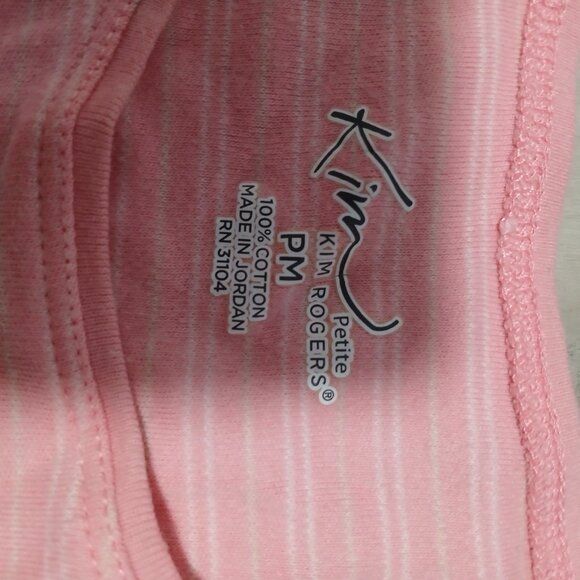 Kim
Petite
KIM ROGERS®
PM
100% COTTON
MADE IN JORDAN
RN 31104